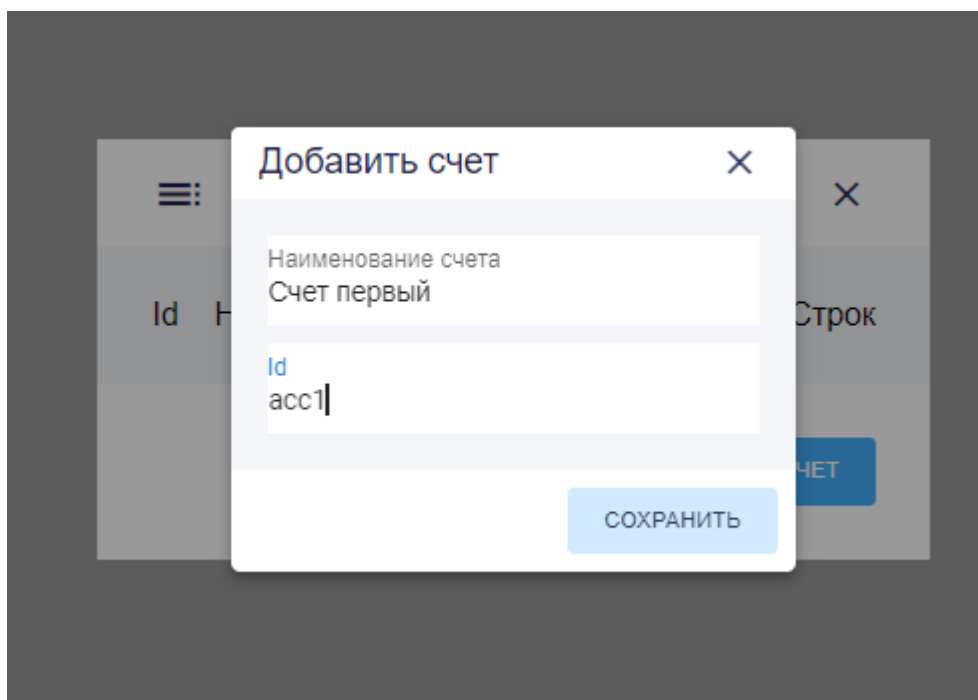 Добавить счет
Наименование счета
Счет первый
Id Н Строк
Id
acc1
ЧЕТ
СОХРАНИТЬ